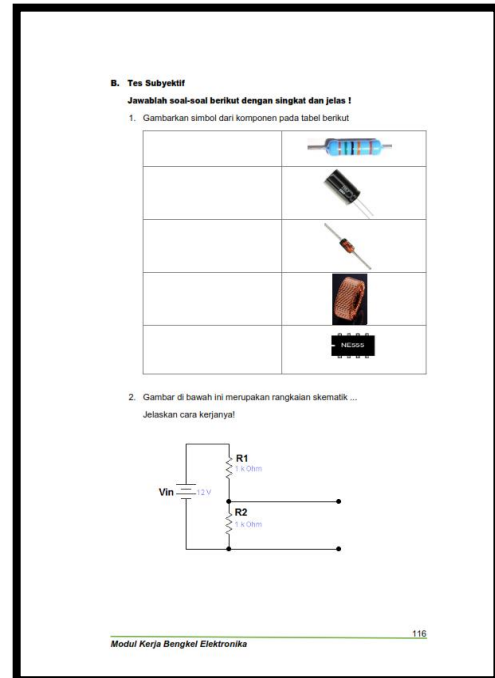 B. Tes Subyektif
Jawablah soal-soal berikut dengan singkat dan jelas !
1. Gambarkan simbol dari komponen pada tabel berikut
NE555
2. Gambar di bawah ini merupakan rangkaian skematik ...
Jelaskan cara kerjanya!
R1
1 k Ohm
Vin
12 V
R2
1 k Ohm
116
Modul Kerja Bengkel Elektronika